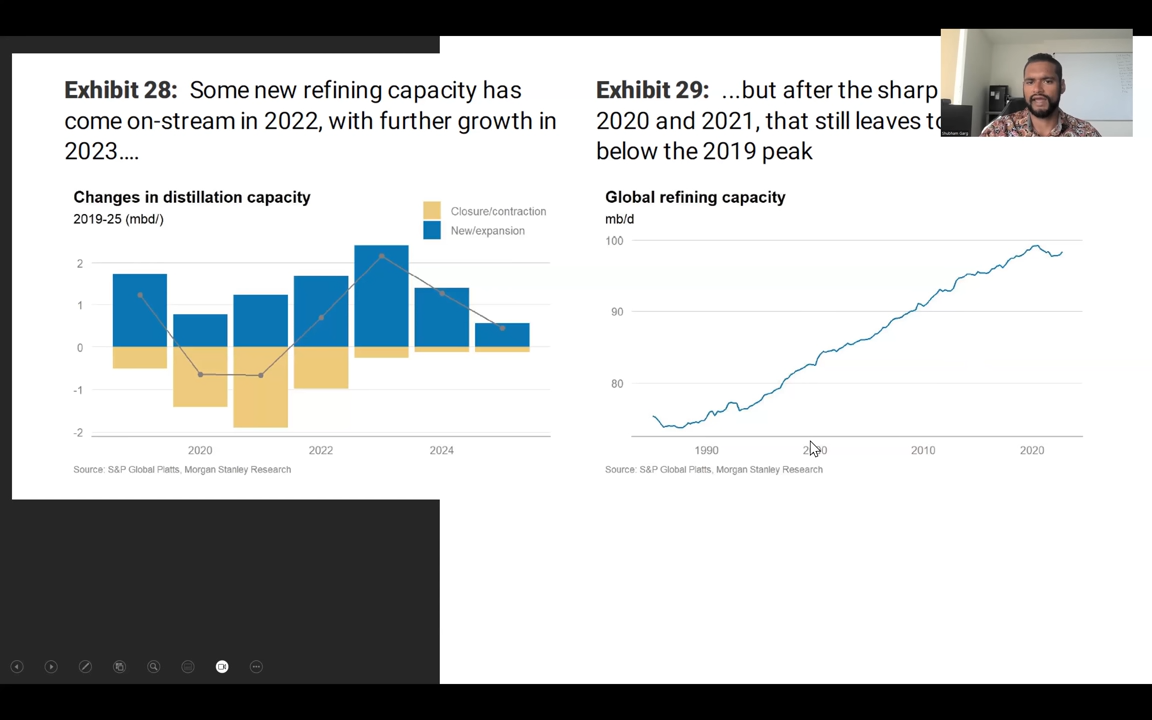 Exhibit 28: Some new refining capacity has
come on-stream in 2022, with further growth in
2023....
Changes in distillation capacity
2019-25 (mbd/)
Closure/contraction
New/expansion
2
1
0
-1
-2
2020
2022
2024
Source: S&P Global Platts, Morgan Stanley Research
Exhibit 29: ...but after the sharp
2020 and 2021, that still leaves
below the 2019 peak
Global refining capacity
mb/d
100
90
80
1990
2000
2010
2020
Source: S&P Global Platts, Morgan Stanley Research
Shubham Garg